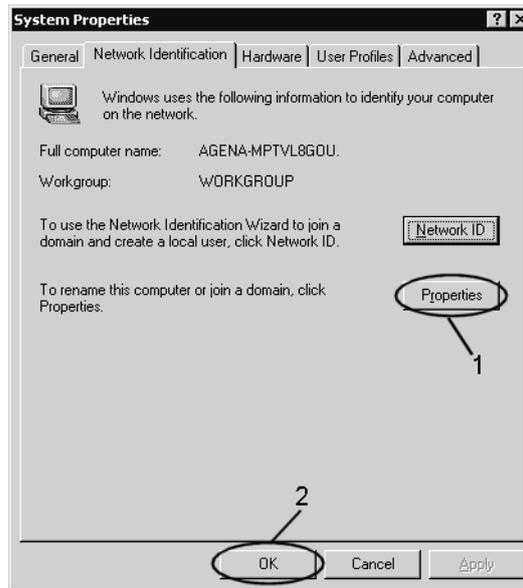 System Properties
General Network Identification Hardware User Profiles Advanced
Windows uses the following information to identify your computer
on the network.
Full computer name: AGENA-MPTVL8GOU.
Workgroup: WORKGROUP
To use the Network Identification Wizard to join a
domain and create a local user, click Network ID.
Network ID
To rename this computer or join a domain, click
Properties.
Properties
1
2
OK Cancel Apply